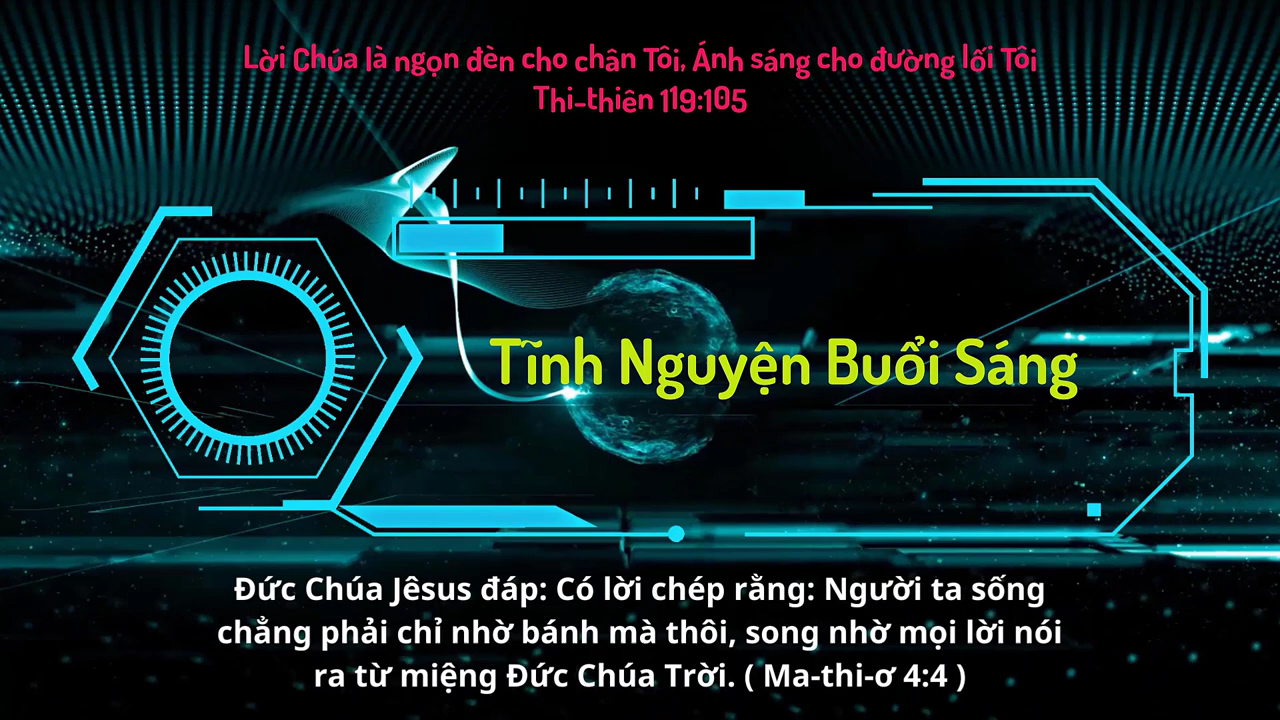 Lời Chúa là ngọn đèn cho chân Tôi, Ánh sáng cho đường lối Tôi
Thi-thiên 119:105
Tĩnh Nguyện Buổi Sáng
Đức Chúa Jêsus đáp: Có lời chép rằng: Người ta sống
chẳng phải chỉ nhờ bánh mà thôi, song nhờ mọi lời nói
ra từ miệng Đức Chúa Trời. ( Ma-thi-ơ 4:4 )